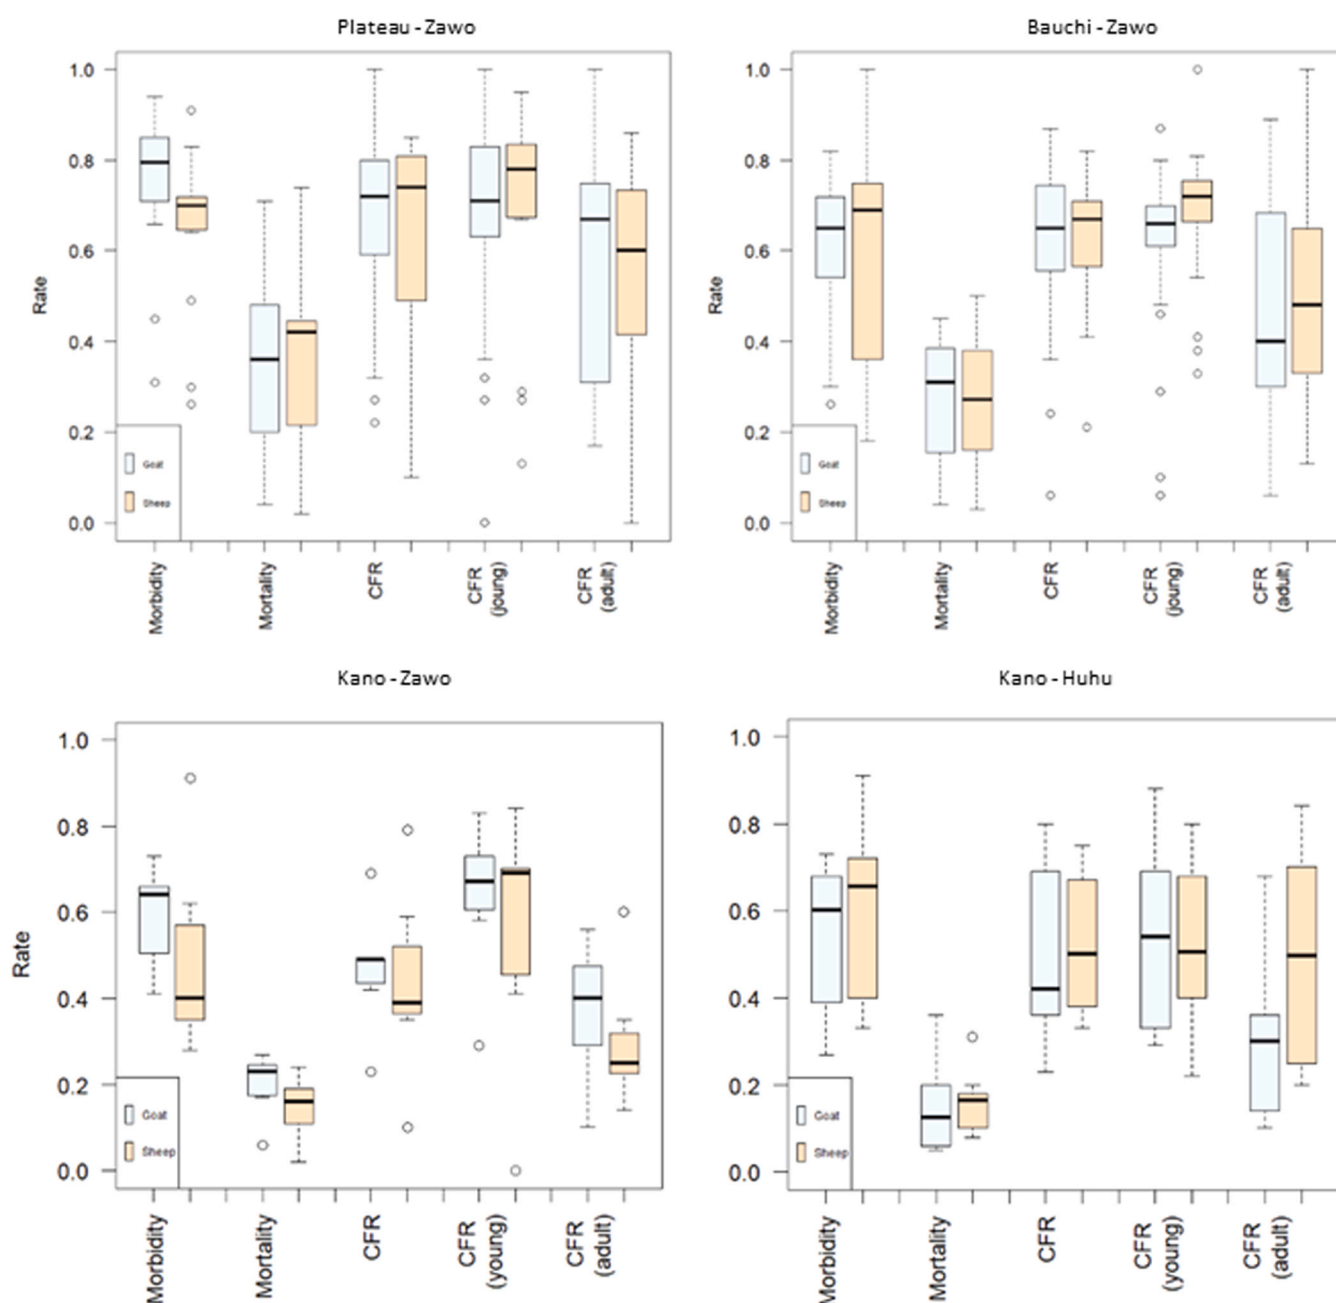 Plateau - Zawo
Rate
1.0
0.8
0.6
0.4
0.2
0.0
Goat
Sheep
Morbidity
Mortality
CFR
CFR
(joung)
CFR
(adult)
Bauchi - Zawo
Rate
1.0
0.8
0.6
0.4
0.2
0.0
Goat
Sheep
Morbidity
Mortality
CFR
CFR
(joung)
CFR
(adult)
Kano - Zawo
Rate
1.0
0.8
0.6
0.4
0.2
0.0
Goat
Sheep
Morbidity
Mortality
CFR
CFR
(young)
CFR
(adult)
Kano - Huhu
1.0
0.8
0.6
0.4
0.2
0.0
Goat
Sheep
Morbidity
Mortality
CFR
CFR
(young)
CFR
(adult)